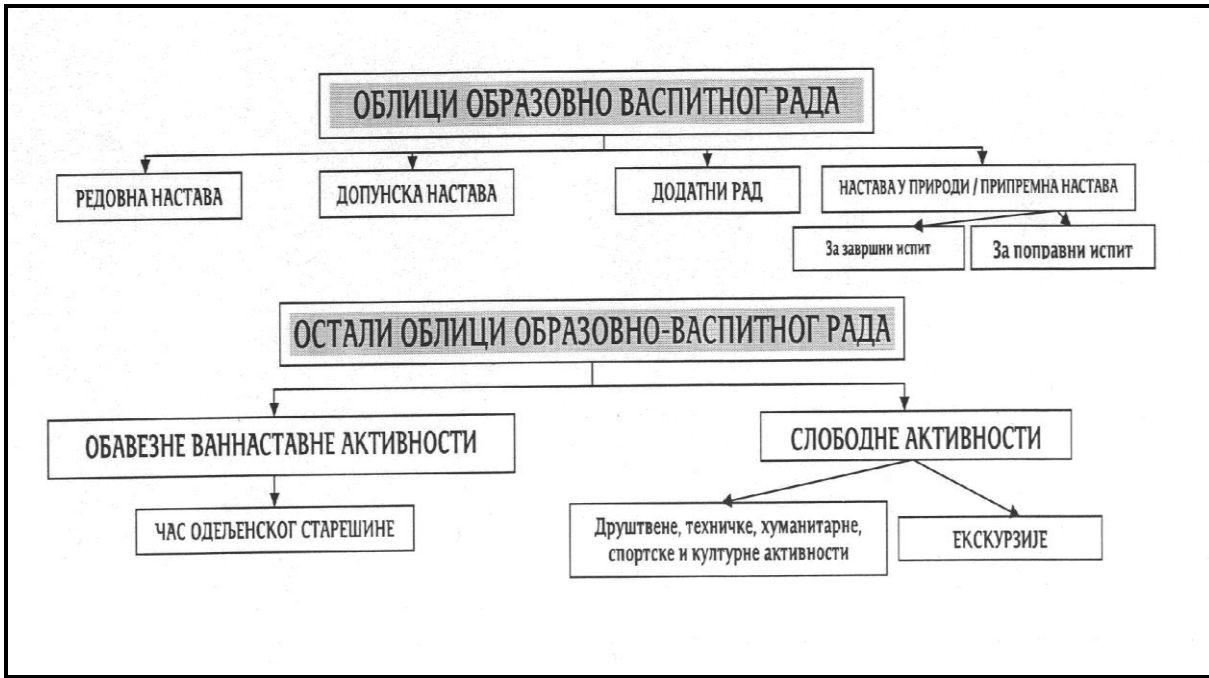 ОБЛИЦИ ОБРАЗОВНО ВАСПИТНОГ РАДА
РЕДОВНА НАСТАВА
ДОПУНСКА НАСТАВА
ДОДАТНИ РАД
НАСТАВА У ПРИРОДИ / ПРИПРЕМНА НАСТАВА
За завршни испит
За поправни испит
ОСТАЛИ ОБЛИЦИ ОБРАЗОВНО-ВАСПИТНОГ РАДА
ОБАВЕЗНЕ ВАННАСТАВНЕ АКТИВНОСТИ
СЛОБОДНЕ АКТИВНОСТИ
ЧАС ОДЕЉЕНСКОГ СТАРЕШИНЕ
Друштвене, техничке, хуманитарне,
спортске и културне активности
ЕКСКУРЗИЈЕ